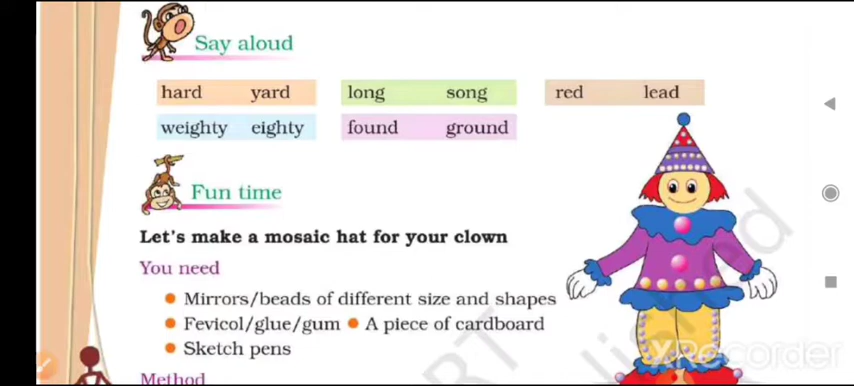 Say aloud
hard yard long song red lead
weighty eighty found ground
Fun time
Let's make a mosaic hat for your clown
You need
Mirrors/beads of different size and shapes
Fevicol/glue/gum • A piece of cardboard
Sketch pens
XRecorder
Method